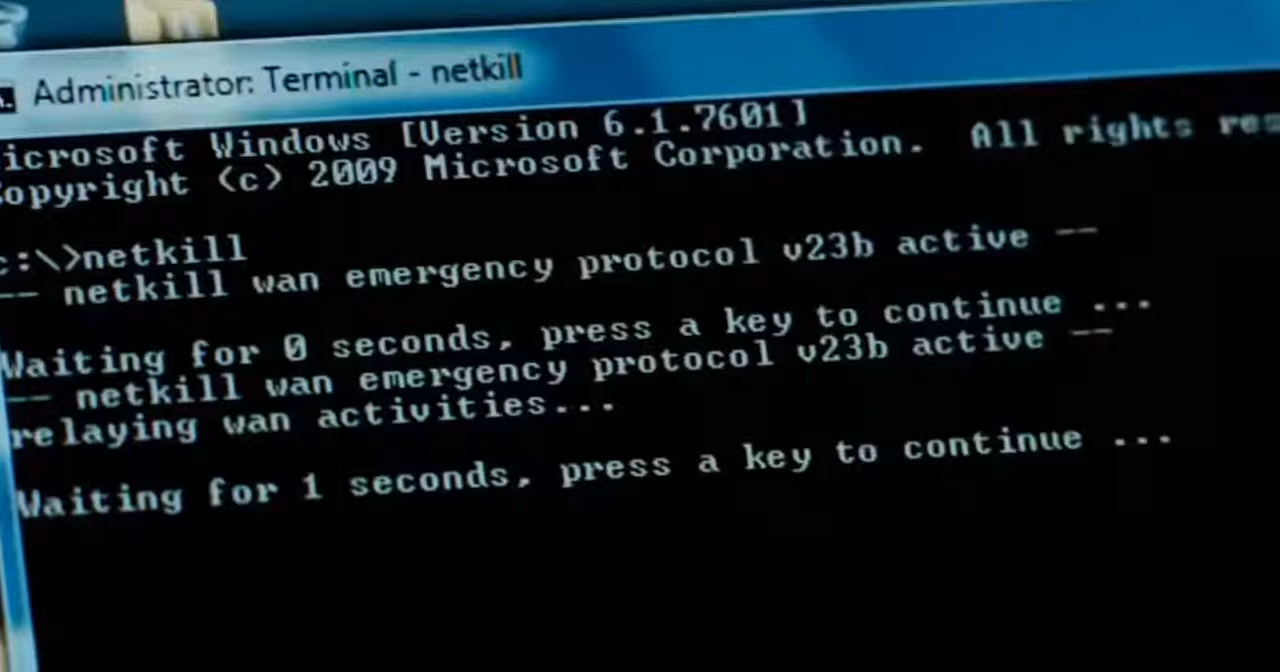 Administrator: Terminal - netkill
icrosoft Windows [Version 6.1.7601]
Copyright (c) 2009 Microsoft Corporation. All rights res
c:\>netkill
-- netkill wan emergency protocol v23b active --
Waiting for 0 seconds, press a key to continue ...
-- netkill wan emergency protocol v23b active --
relaying wan activities...
Waiting for 1 seconds, press a key to continue ...